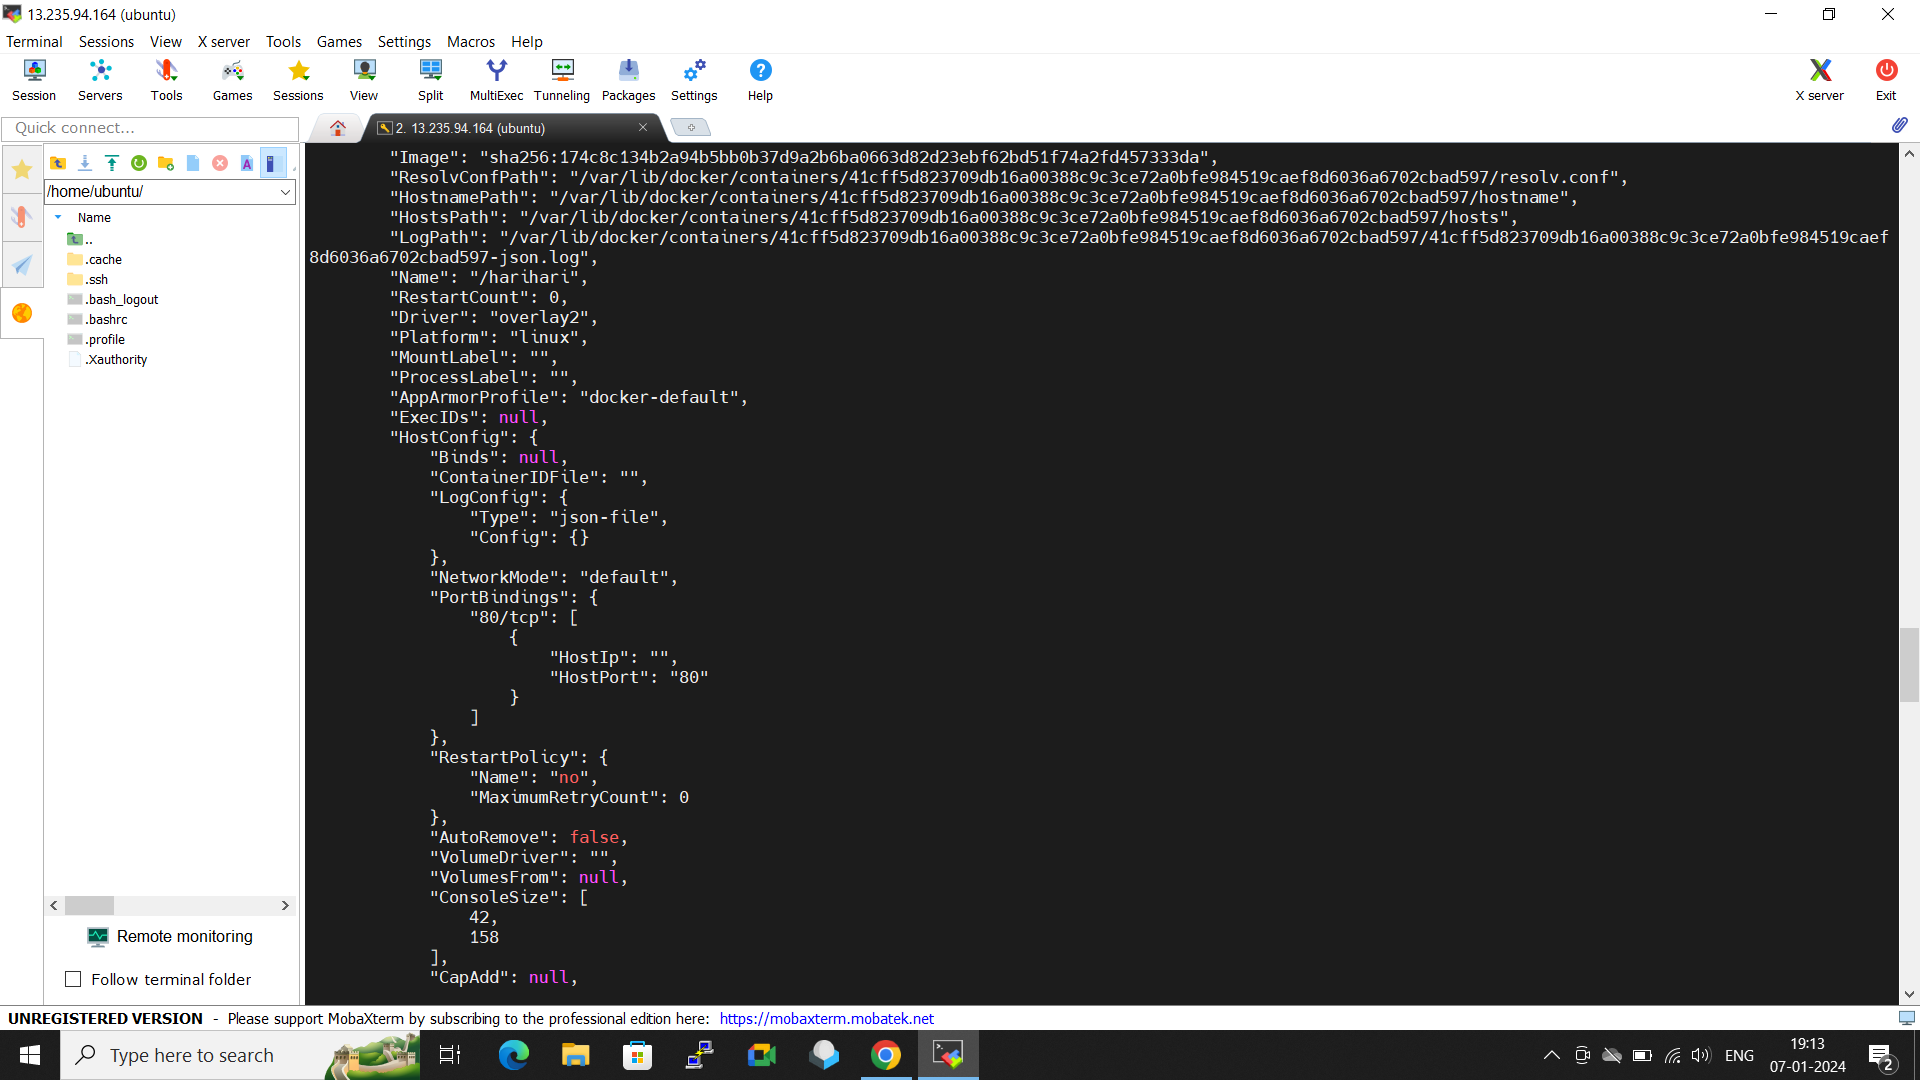 13.235.94.164 (ubuntu)
Terminal Sessions View X server Tools Games Settings Macros Help
Session Servers Tools Games Sessions View Split MultiExec Tunneling Packages Settings Help X server Exit
Quick connect...
2. 13.235.94.164 (ubuntu)
/home/ubuntu/
Name
..
.cache
.ssh
.bash_logout
.bashrc
.profile
.Xauthority
Remote monitoring
Follow terminal folder
"Image": "sha256:174c8c134b2a94b5bb0b37d9a2b6ba0663d82d23ebf62bd51f74a2fd457333da",
"ResolvConfPath": "/var/lib/docker/containers/41cff5d823709db16a00388c9c3ce72a0bfe984519caef8d6036a6702cbad597/resolv.conf",
"HostnamePath": "/var/lib/docker/containers/41cff5d823709db16a00388c9c3ce72a0bfe984519caef8d6036a6702cbad597/hostname",
"HostsPath": "/var/lib/docker/containers/41cff5d823709db16a00388c9c3ce72a0bfe984519caef8d6036a6702cbad597/hosts",
"LogPath": "/var/lib/docker/containers/41cff5d823709db16a00388c9c3ce72a0bfe984519caef8d6036a6702cbad597/41cff5d823709db16a00388c9c3ce72a0bfe984519caef
8d6036a6702cbad597-json.log",
"Name": "/harihari",
"RestartCount": 0,
"Driver": "overlay2",
"Platform": "linux",
"MountLabel": "",
"ProcessLabel": "",
"AppArmorProfile": "docker-default",
"ExecIDs": null,
"HostConfig": {
"Binds": null,
"ContainerIDFile": "",
"LogConfig": {
"Type": "json-file",
"Config": {}
},
"NetworkMode": "default",
"PortBindings": {
"80/tcp": [
{
"HostIp": "",
"HostPort": "80"
}
]
},
"RestartPolicy": {
"Name": "no",
"MaximumRetryCount": 0
},
"AutoRemove": false,
"VolumeDriver": "",
"VolumesFrom": null,
"ConsoleSize": [
42,
158
],
"CapAdd": null,
UNREGISTERED VERSION - Please support MobaXterm by subscribing to the professional edition here: https://mobaxterm.mobatek.net
Type here to search
ENG
19:13
07-01-2024
2